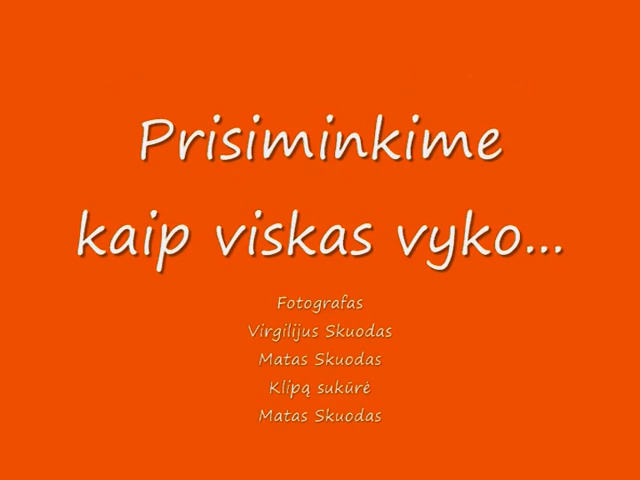 Prisiminkime
kaip viskas vyko...
Fotografas
Virgilijus Skuodas
Matas Skuodas
Klipą sukūrė
Matas Skuodas